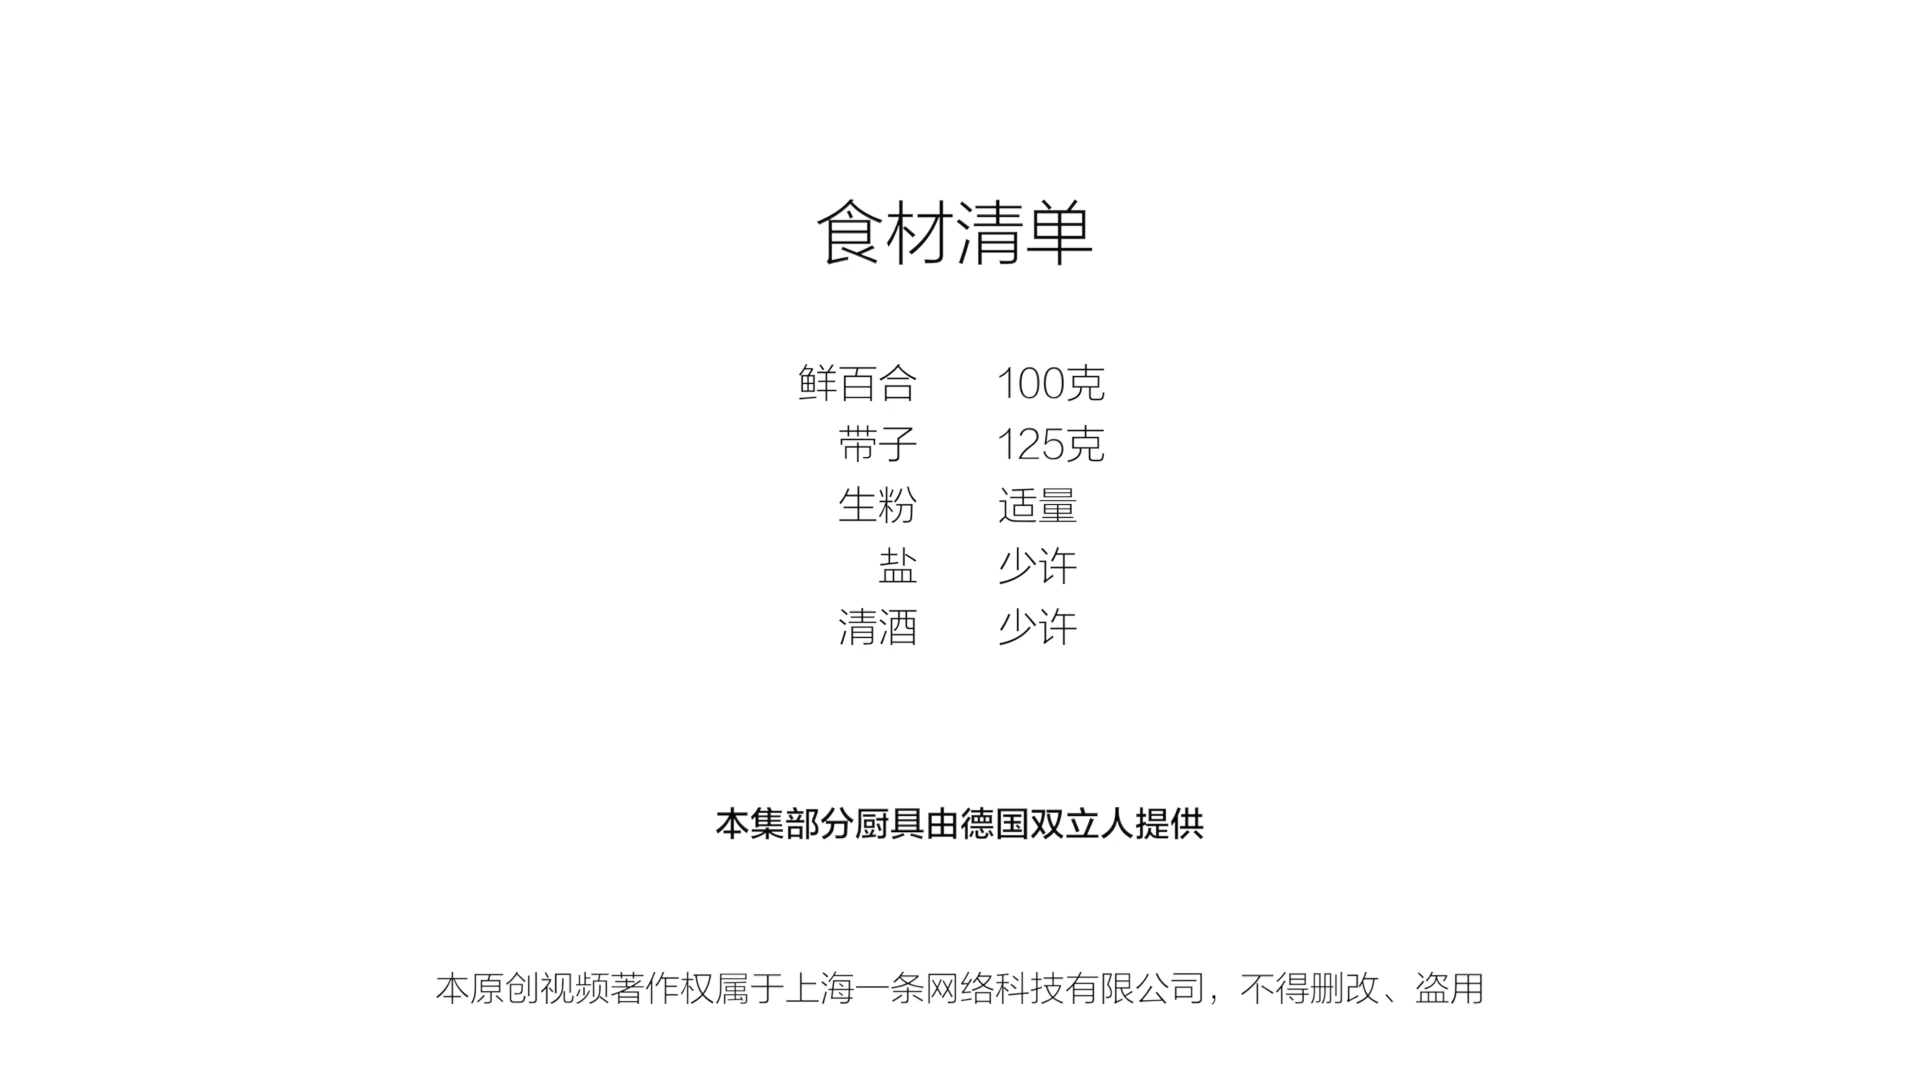 食材清单
鲜百合 100克
带子 125克
生粉 适量
盐 少许
清酒 少许
本集部分厨具由德国双立人提供
本原创视频著作权属于上海一条网络科技有限公司，不得删改、盗用